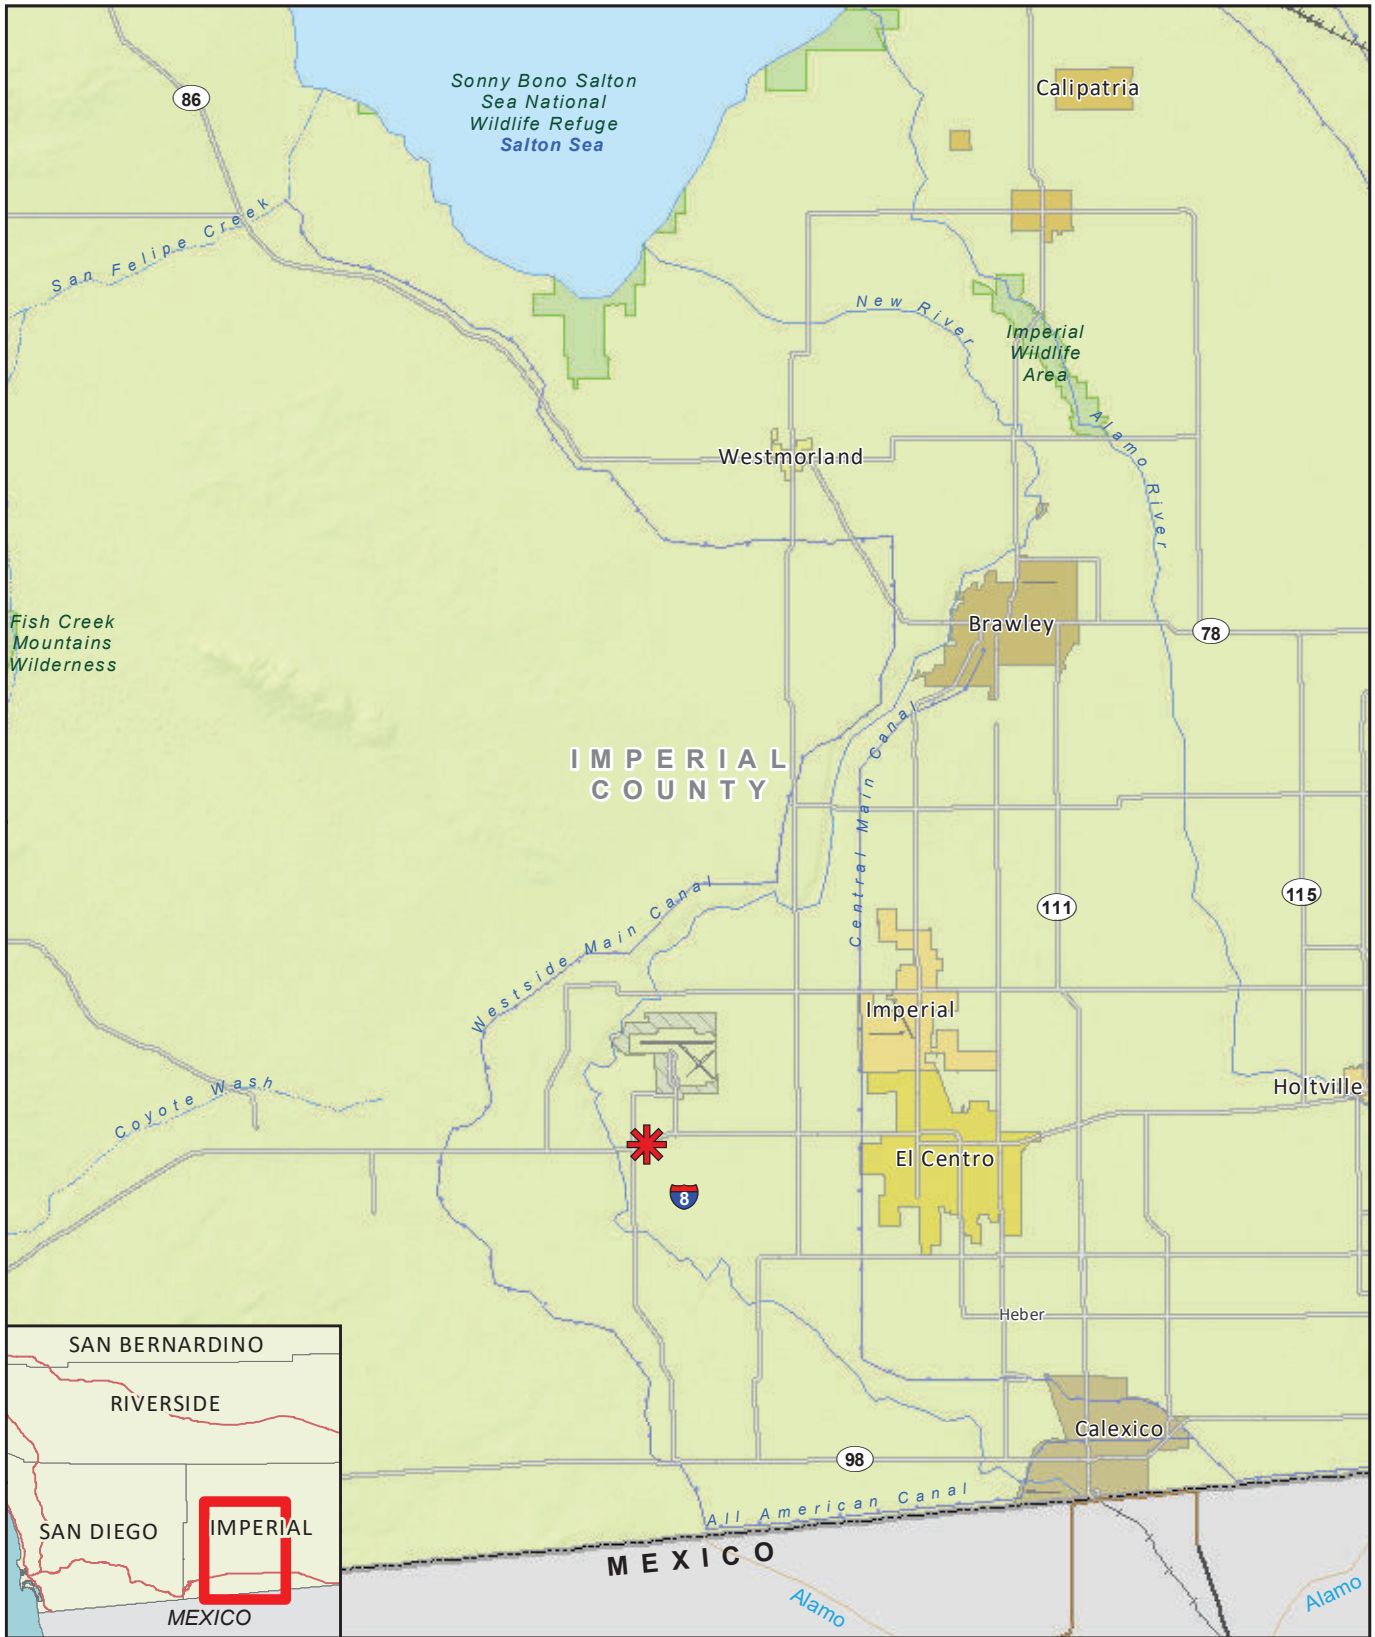 Sonny Bono Salton
Sea National
Wildlife Refuge
Salton Sea
Calipatria
86
San Felipe Creek
New River
Imperial
Wildlife
Area
Alamo River
Westmorland
Fish Creek
Mountains
Wilderness
Brawley
78
IMPERIAL
COUNTY
Central Main Canal
Westside Main Canal
111
115
Imperial
Coyote Wash
Holtville
El Centro
8
Heber
Calexico
98
All American Canal
MEXICO
Alamo
Alamo
SAN BERNARDINO
RIVERSIDE
SAN DIEGO
IMPERIAL
MEXICO